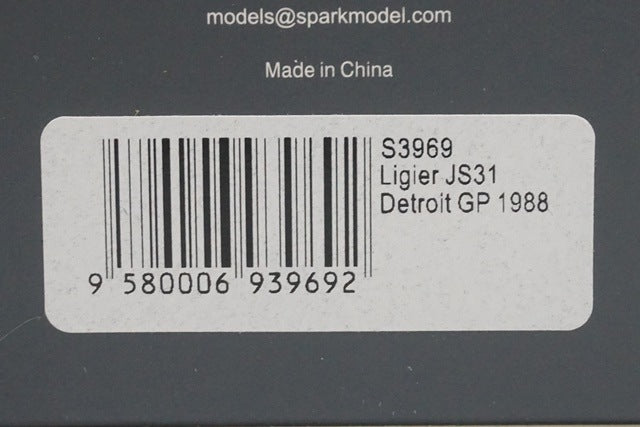 models@sparkmodel.com
Made in China
S3969
Ligier JS31
Detroit GP 1988
9 580006 939692